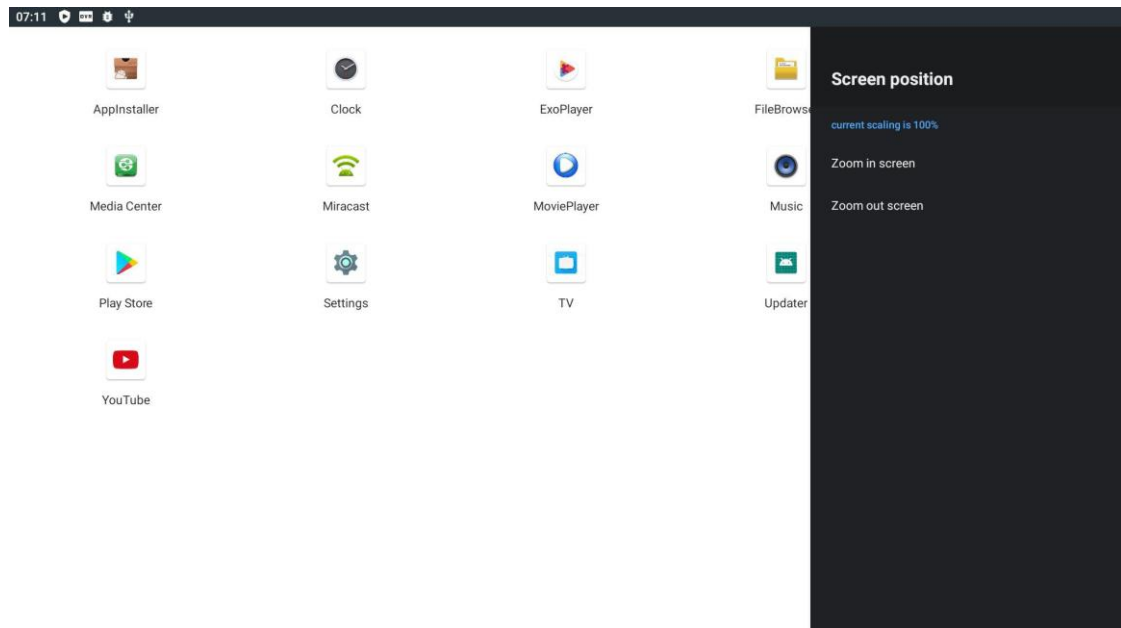 07:11
AppInstaller
Clock
ExoPlayer
FileBrowse
Media Center
Miracast
MoviePlayer
Music
Play Store
Settings
TV
Updater
YouTube
Screen position
current scaling is 100%
Zoom in screen
Zoom out screen